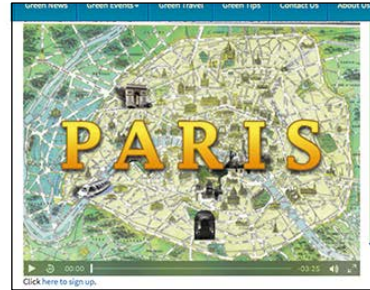 Green News Green Events Green Travel Green Tips Contact Us About Us
PARIS
00:00 -03:25
Click here to sign up.